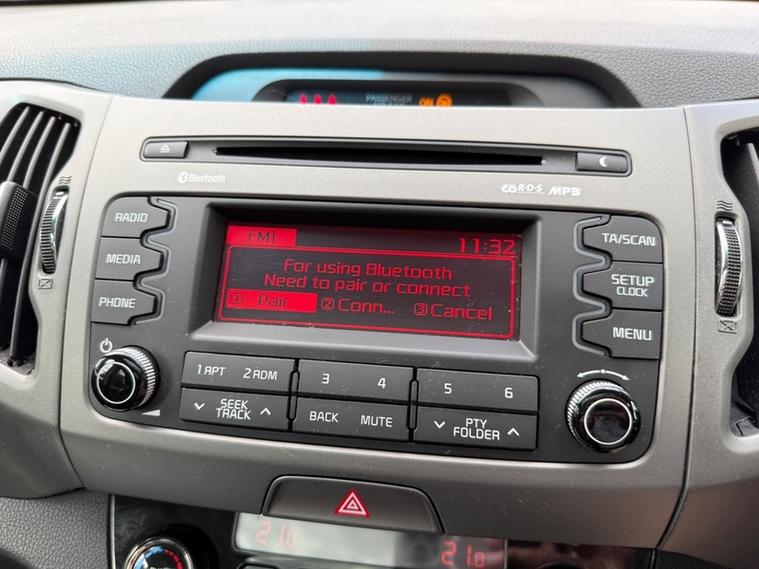 PASSENGER
ON
Bluetooth
R·D·S MP3
RADIO
MEDIA
PHONE
FM1 11:32
For using Bluetooth
Need to pair or connect
① Pair ② Conn... ③ Cancel
TA/SCAN
SETUP
CLOCK
MENU
1 RPT 2 RDM 3 4 5 6
SEEK
TRACK
BACK MUTE
PTY
FOLDER
21.0 21.0